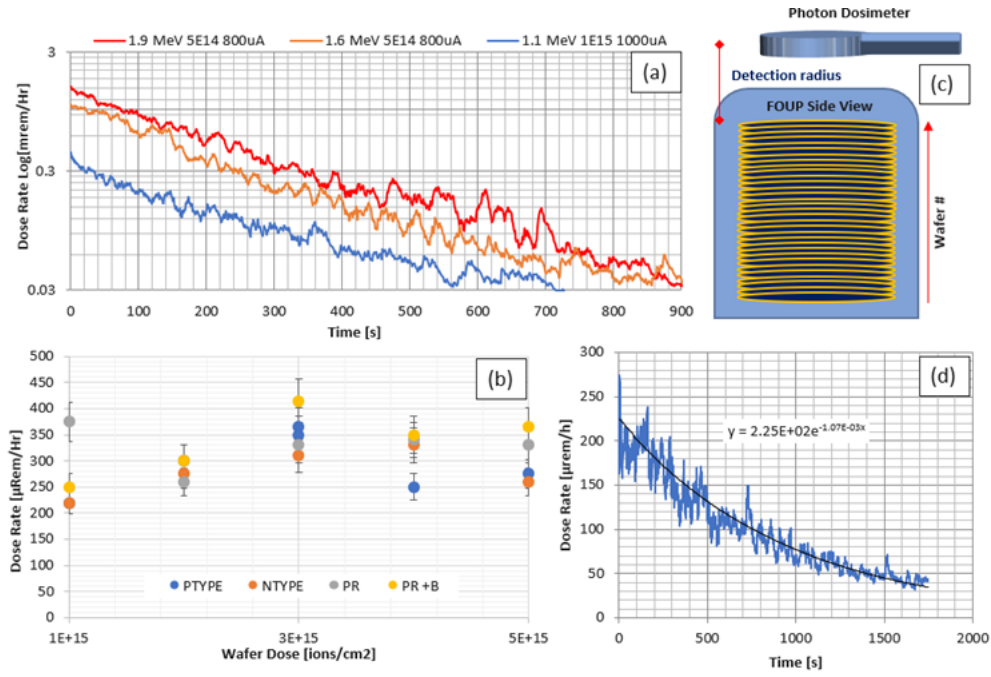 1.9 MeV 5E14 800uA 1.6 MeV 5E14 800uA 1.1 MeV 1E15 1000uA
(a)
3
0.3
0.03
Dose Rate Log[mrem/Hr]
0 100 200 300 400 500 600 700 800 900
Time [s]
Photon Dosimeter
(c)
Detection radius
FOUP Side View
Wafer #
(b)
500
450
400
350
300
250
200
150
100
50
0
Dose Rate [μRem/Hr]
PTYPE NTYPE PR PR +B
1E+15 3E+15 5E+15
Wafer Dose [ions/cm2]
(d)
300
250
200
150
100
50
0
Dose Rate [μrem/h]
y = 2.25E+02e^-1.07E-03x
0 500 1000 1500 2000
Time [s]